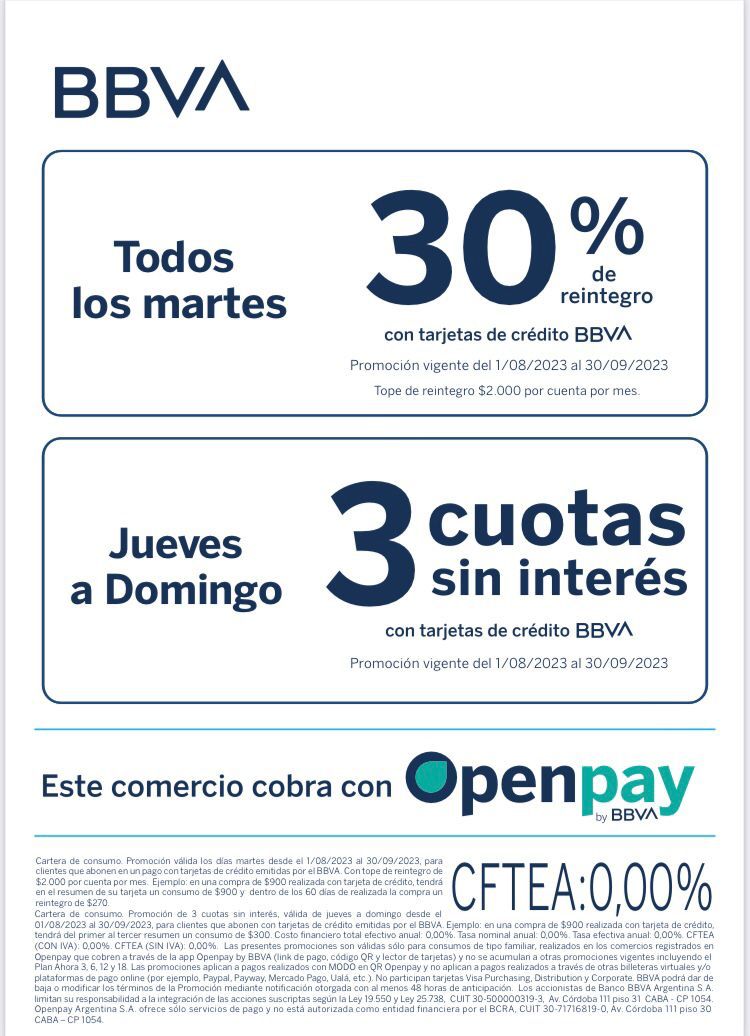 BBVA
Todos
los martes
30%
de
reintegro
con tarjetas de crédito BBVA
Promoción vigente del 1/08/2023 al 30/09/2023
Tope de reintegro $2.000 por cuenta por mes.
Jueves
a Domingo
3 cuotas
sin interés
con tarjetas de crédito BBVA
Promoción vigente del 1/08/2023 al 30/09/2023
Este comercio cobra con Openpay
by BBVA
Cartera de consumo. Promoción válida los días martes desde el 1/08/2023 al 30/09/2023, para
clientes que abonen en un pago con tarjetas de crédito emitidas por el BBVA. Con tope de reintegro de
$2.000 por cuenta por mes. Ejemplo: en una compra de $900 realizada con tarjeta de crédito, tendrá
en el resumen de su tarjeta un consumo de $900 y dentro de los 60 días de realizada la compra un
reintegro de $270.
CFTEA:0,00%
Cartera de consumo. Promoción de 3 cuotas sin interés, válida de jueves a domingo desde el
01/08/2023 al 30/09/2023, para clientes que abonen con tarjetas de crédito emitidas por el BBVA. Ejemplo: en una compra de $900 realizada con tarjeta de crédito,
tendrá del primer al tercer resumen un consumo de $300. Costo financiero total efectivo anual: 0,00%. Tasa nominal anual: 0,00%. Tasa efectiva anual: 0,00%. CFTEA
(CON IVA): 0,00%. CFTEA (SIN IVA): 0,00%. Las presentes promociones son válidas sólo para consumos de tipo familiar, realizados en los comercios registrados en
Openpay que cobren a través de la app Openpay by BBVA (link de pago, código QR y lector de tarjetas) y no se acumulan a otras promociones vigentes incluyendo el
Plan Ahora 3, 6, 12 y 18. Las promociones aplican a pagos realizados con MODO en QR Openpay y no aplican a pagos realizados a través de otras billeteras virtuales y/o
plataformas de pago online (por ejemplo, Paypal, Payway, Mercado Pago, Ualá, etc.). No participan tarjetas Visa Purchasing, Distribution y Corporate. BBVA podrá dar de
baja o modificar los términos de la Promoción mediante notificación otorgada con al menos 48 horas de anticipación. Los accionistas de Banco BBVA Argentina S.A.
limitan su responsabilidad a la integración de las acciones suscriptas según la Ley 19.550 y Ley 25.738, CUIT 30-500000319-3, Av. Córdoba 111 piso 31 CABA - CP 1054.
Openpay Argentina S.A. ofrece sólo servicios de pago y no está autorizada como entidad financiera por el BCRA, CUIT 30-71716819-0, Av. Córdoba 111 piso 30
CABA – CP 1054.